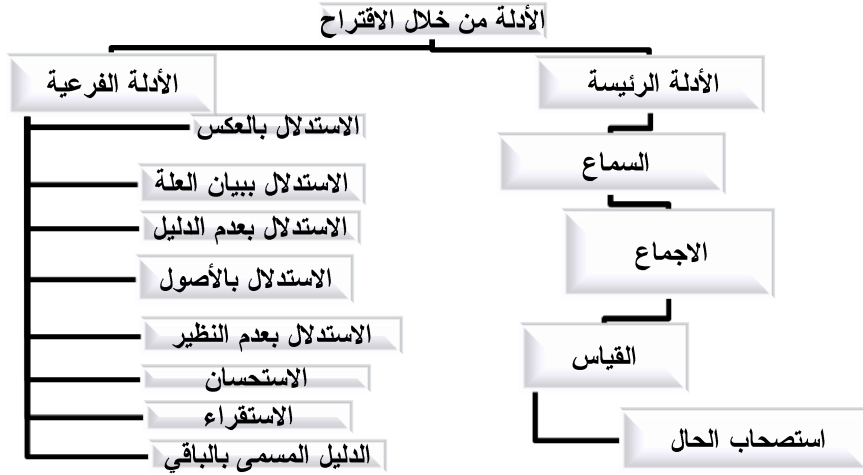 الأدلة من خلال الاقتراح
الأدلة الرئيسة
السماع
الاجماع
القياس
استصحاب الحال
الأدلة الفرعية
الاستدلال بالعكس
الاستدلال ببيان العلة
الاستدلال بعدم الدليل
الاستدلال بالأصول
الاستدلال بعدم النظير
الاستحسان
الاستقراء
الدليل المسمى بالباقي